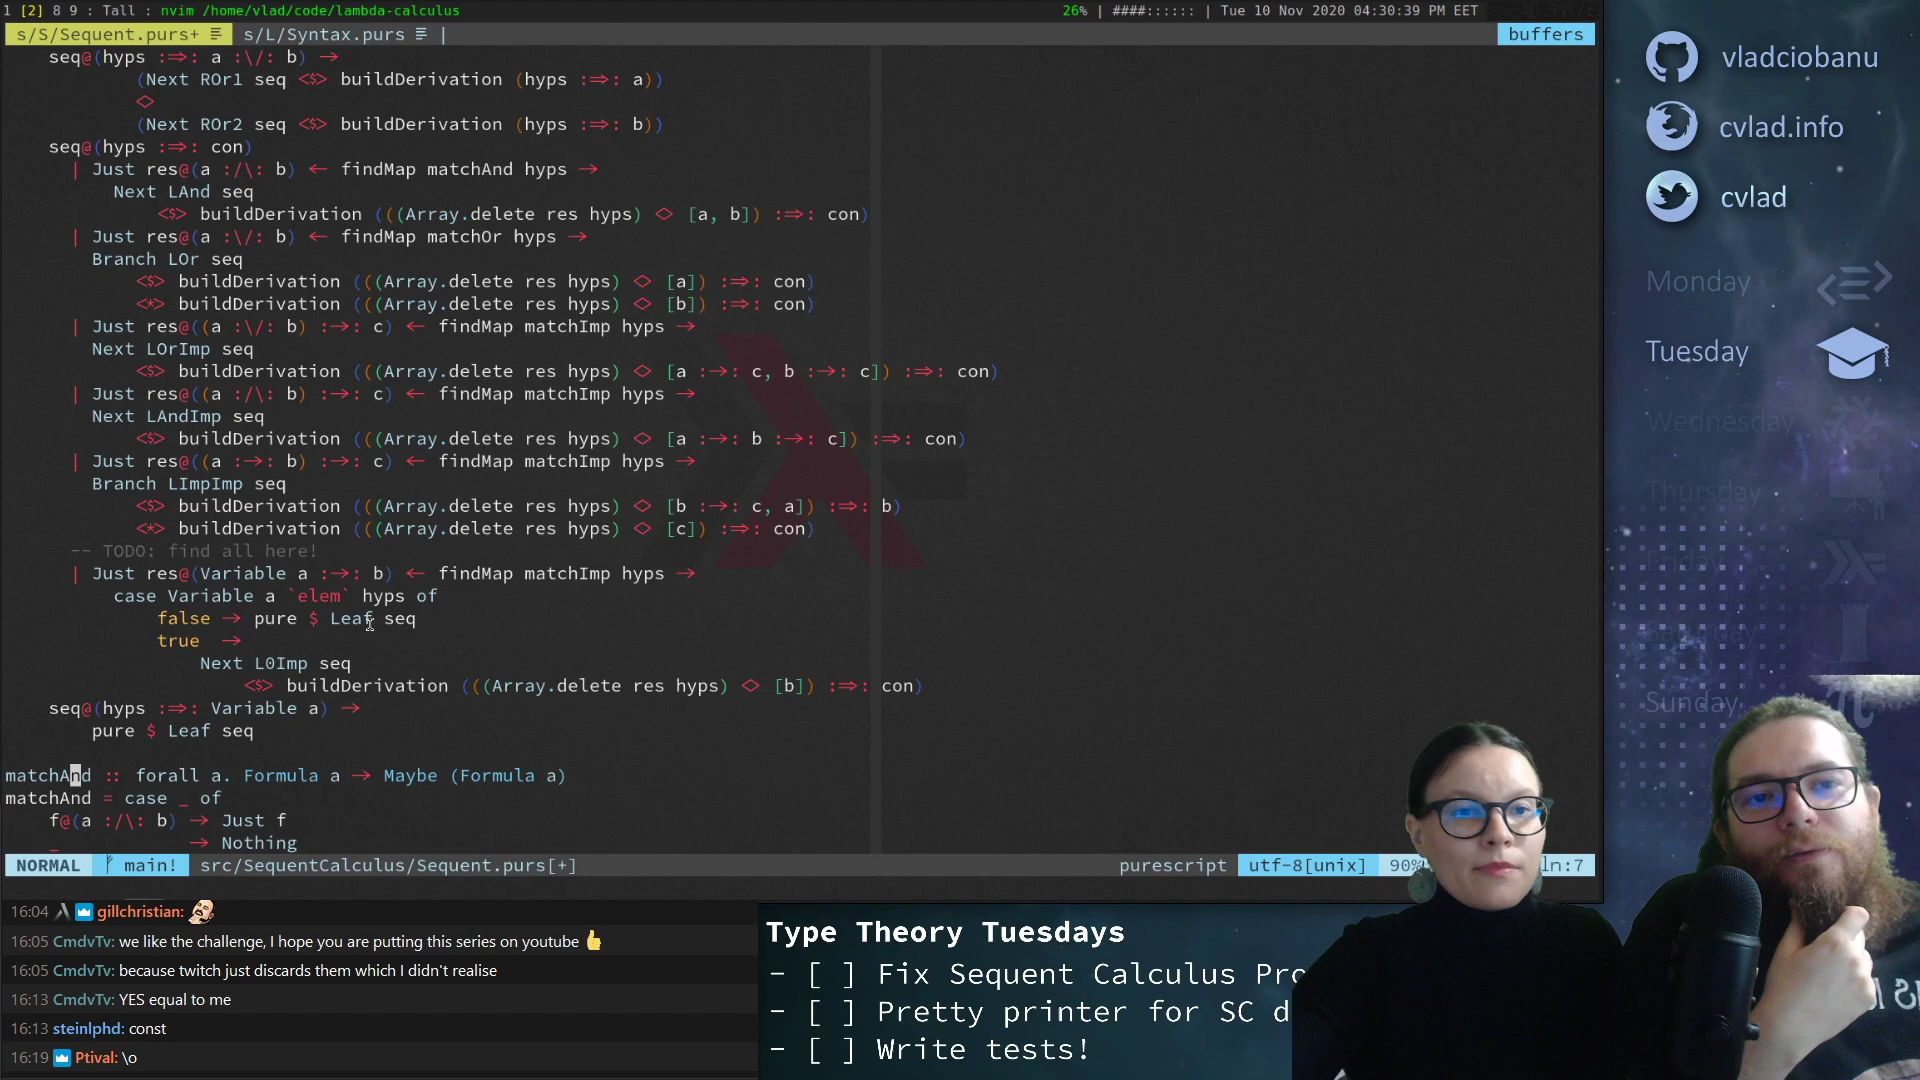 1 [2] 8 9 : Tall : nvim /home/vlad/code/lambda-calculus
26% | ####:::::: | Tue 10 Nov 2020 04:30:39 PM EET
s/S/Sequent.purs+ ≡ s/L/Syntax.purs ≡ | buffers
seq@(hyps :⇒: a :\/: b) →
(Next ROr1 seq <$> buildDerivation (hyps :⇒: a))
<>
(Next ROr2 seq <$> buildDerivation (hyps :⇒: b))
seq@(hyps :⇒: con)
| Just res@(a :/\: b) ← findMap matchAnd hyps →
Next LAnd seq
<$> buildDerivation (((Array.delete res hyps) <> [a, b]) :⇒: con)
| Just res@(a :\/: b) ← findMap matchOr hyps →
Branch LOr seq
<$> buildDerivation (((Array.delete res hyps) <> [a]) :⇒: con)
<*> buildDerivation (((Array.delete res hyps) <> [b]) :⇒: con)
| Just res@((a :\/: b) :→: c) ← findMap matchImp hyps →
Next LOrImp seq
<$> buildDerivation (((Array.delete res hyps) <> [a :→: c, b :→: c]) :⇒: con)
| Just res@((a :/\: b) :→: c) ← findMap matchImp hyps →
Next LAndImp seq
<$> buildDerivation (((Array.delete res hyps) <> [a :→: b :→: c]) :⇒: con)
| Just res@((a :→: b) :→: c) ← findMap matchImp hyps →
Branch LImpImp seq
<$> buildDerivation (((Array.delete res hyps) <> [b :→: c, a]) :⇒: b)
<*> buildDerivation (((Array.delete res hyps) <> [c]) :⇒: con)
-- TODO: find all here!
| Just res@(Variable a :→: b) ← findMap matchImp hyps →
case Variable a `elem` hyps of
false → pure $ Leaf seq
true →
Next L0Imp seq
<$> buildDerivation (((Array.delete res hyps) <> [b]) :⇒: con)
seq@(hyps :⇒: Variable a) →
pure $ Leaf seq
matchAnd :: forall a. Formula a → Maybe (Formula a)
matchAnd = case _ of
f@(a :/\: b) → Just f
_ → Nothing
NORMAL main! src/SequentCalculus/Sequent.purs[+] purescript utf-8[unix] 90% ln:7
16:04 gillchristian:
16:05 CmdvTv: we like the challenge, I hope you are putting this series on youtube 👍
16:05 CmdvTv: because twitch just discards them which I didn't realise
16:13 CmdvTv: YES equal to me
16:13 steinlphd: const
16:19 Ptival: \o
Type Theory Tuesdays
- [ ] Fix Sequent Calculus Pro
- [ ] Pretty printer for SC d
- [ ] Write tests!
vladciobanu
cvlad.info
cvlad
Monday
Tuesday
Wednesday
Thursday
Friday
Saturday
Sunday